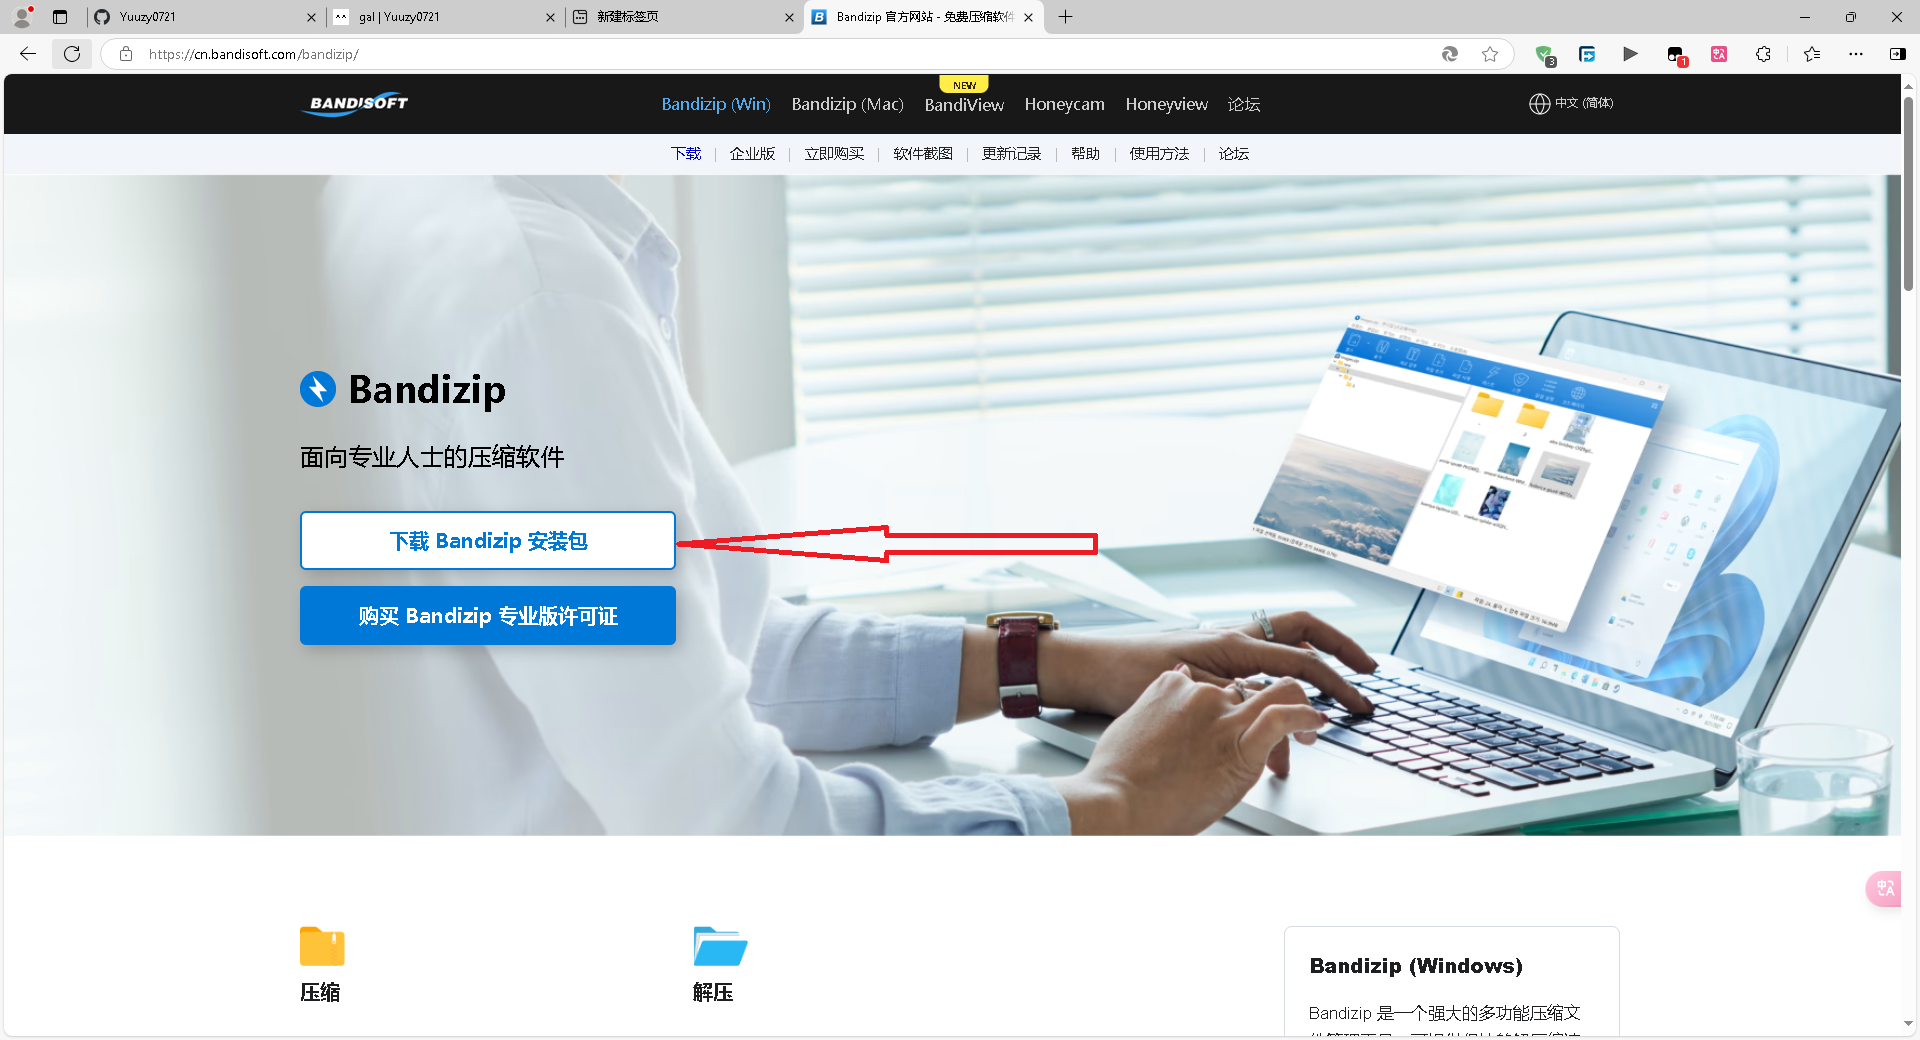 Yuuzy0721
gal | Yuuzy0721
新建标签页
Bandizip 官方网站 - 免费压缩软件
https://cn.bandisoft.com/bandizip/
3
1
BANDISOFT
Bandizip (Win)
Bandizip (Mac)
NEW
BandiView
Honeycam
Honeyview
论坛
中文 (简体)
下载
企业版
立即购买
软件截图
更新记录
帮助
使用方法
论坛
Bandizip
面向专业人士的压缩软件
下载 Bandizip 安装包
购买 Bandizip 专业版许可证
压缩
解压
Bandizip (Windows)
Bandizip 是一个强大的多功能压缩文